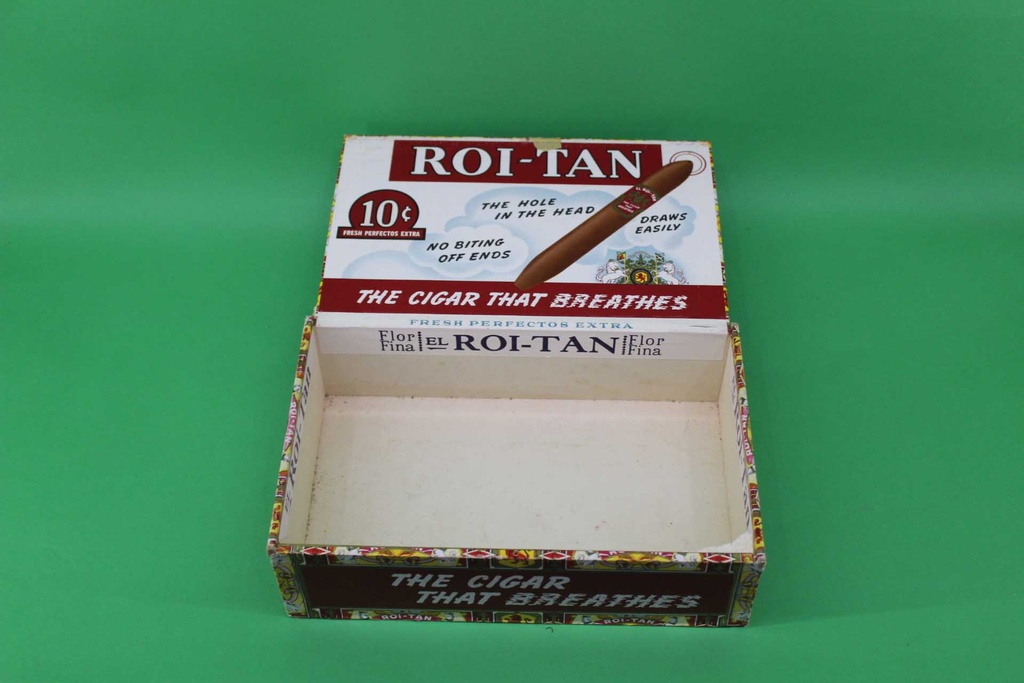 ROI-TAN
10¢
FRESH PERFECTOS EXTRA
THE HOLE
IN THE HEAD
DRAWS
EASILY
NO BITING
OFF ENDS
THE CIGAR THAT BREATHES
FRESH PERFECTOS EXTRA
Flor
Fina
EL ROI-TAN
Flor
Fina
THE CIGAR
THAT BREATHES
ROI-TAN
ROI-TAN